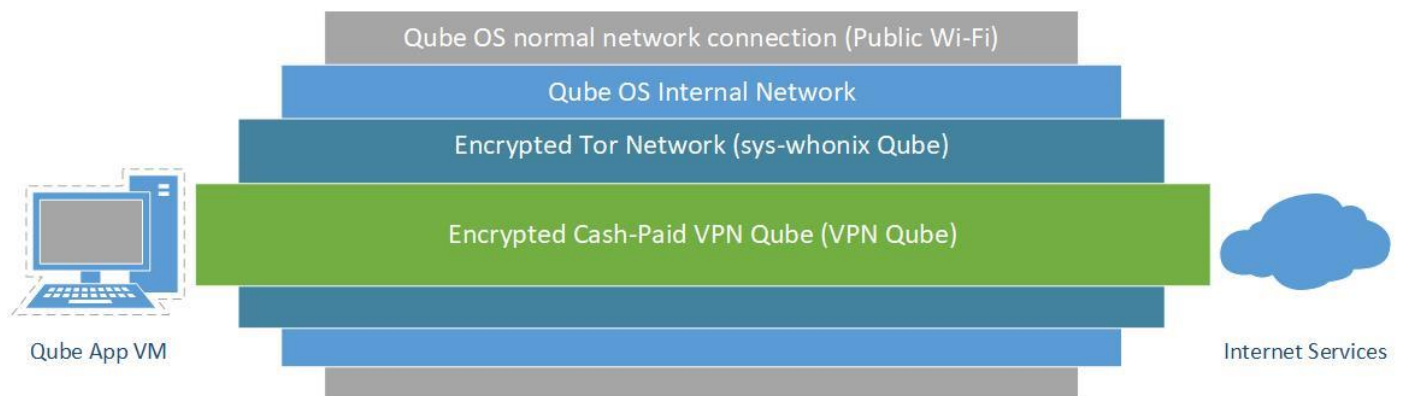 Qube OS normal network connection (Public Wi-Fi)
Qube OS Internal Network
Encrypted Tor Network (sys-whonix Qube)
Encrypted Cash-Paid VPN Qube (VPN Qube)
Qube App VM
Internet Services